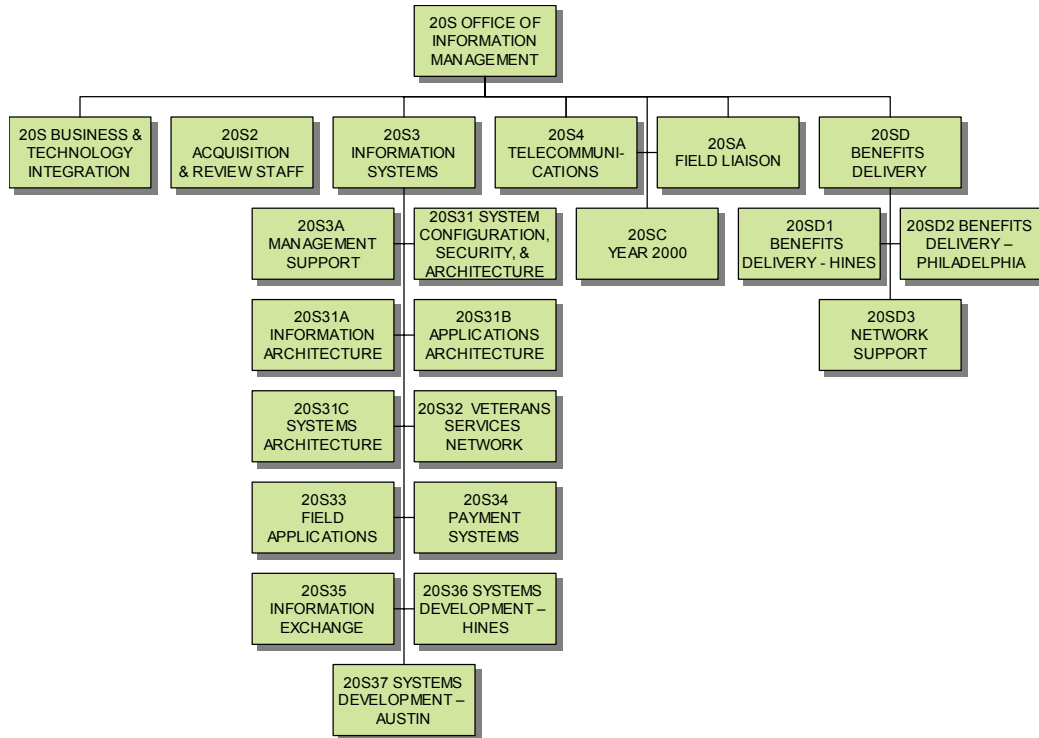 20S OFFICE OF
INFORMATION
MANAGEMENT
20S BUSINESS &
TECHNOLOGY
INTEGRATION
20S2
ACQUISITION
& REVIEW STAFF
20S3
INFORMATION
SYSTEMS
20S4
TELECOMMUNI-
CATIONS
20SA
FIELD LIAISON
20SD
BENEFITS
DELIVERY
20S3A
MANAGEMENT
SUPPORT
20S31 SYSTEM
CONFIGURATION,
SECURITY, &
ARCHITECTURE
20SC
YEAR 2000
20SD1
BENEFITS
DELIVERY - HINES
20SD2 BENEFITS
DELIVERY –
PHILADELPHIA
20S31A
INFORMATION
ARCHITECTURE
20S31B
APPLICATIONS
ARCHITECTURE
20SD3
NETWORK
SUPPORT
20S31C
SYSTEMS
ARCHITECTURE
20S32 VETERANS
SERVICES
NETWORK
20S33
FIELD
APPLICATIONS
20S34
PAYMENT
SYSTEMS
20S35
INFORMATION
EXCHANGE
20S36 SYSTEMS
DEVELOPMENT –
HINES
20S37 SYSTEMS
DEVELOPMENT –
AUSTIN